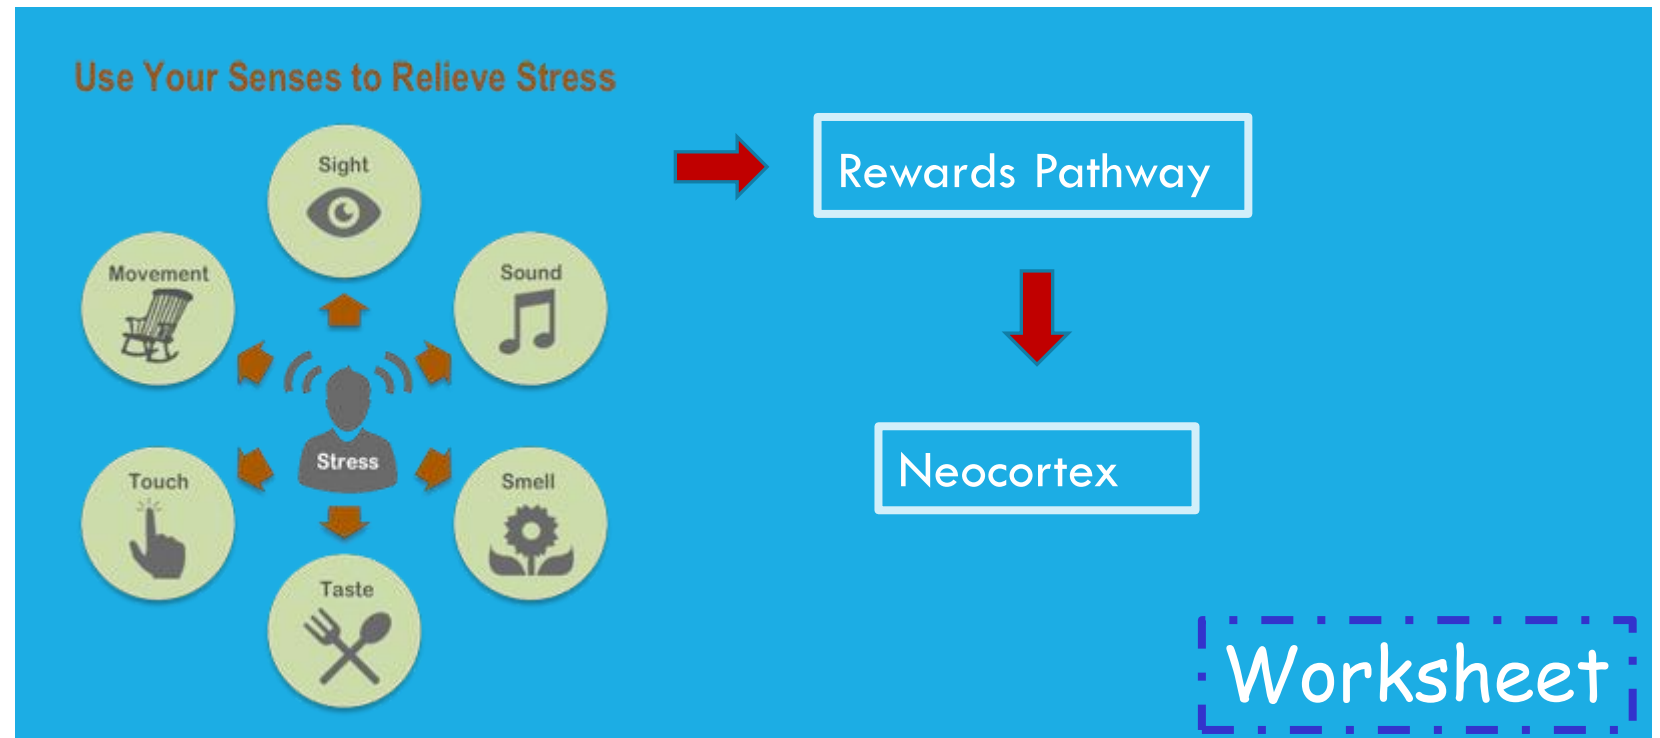 Use Your Senses to Relieve Stress
Sight
Movement
Sound
Stress
Touch
Smell
Taste
Rewards Pathway
Neocortex
Worksheet